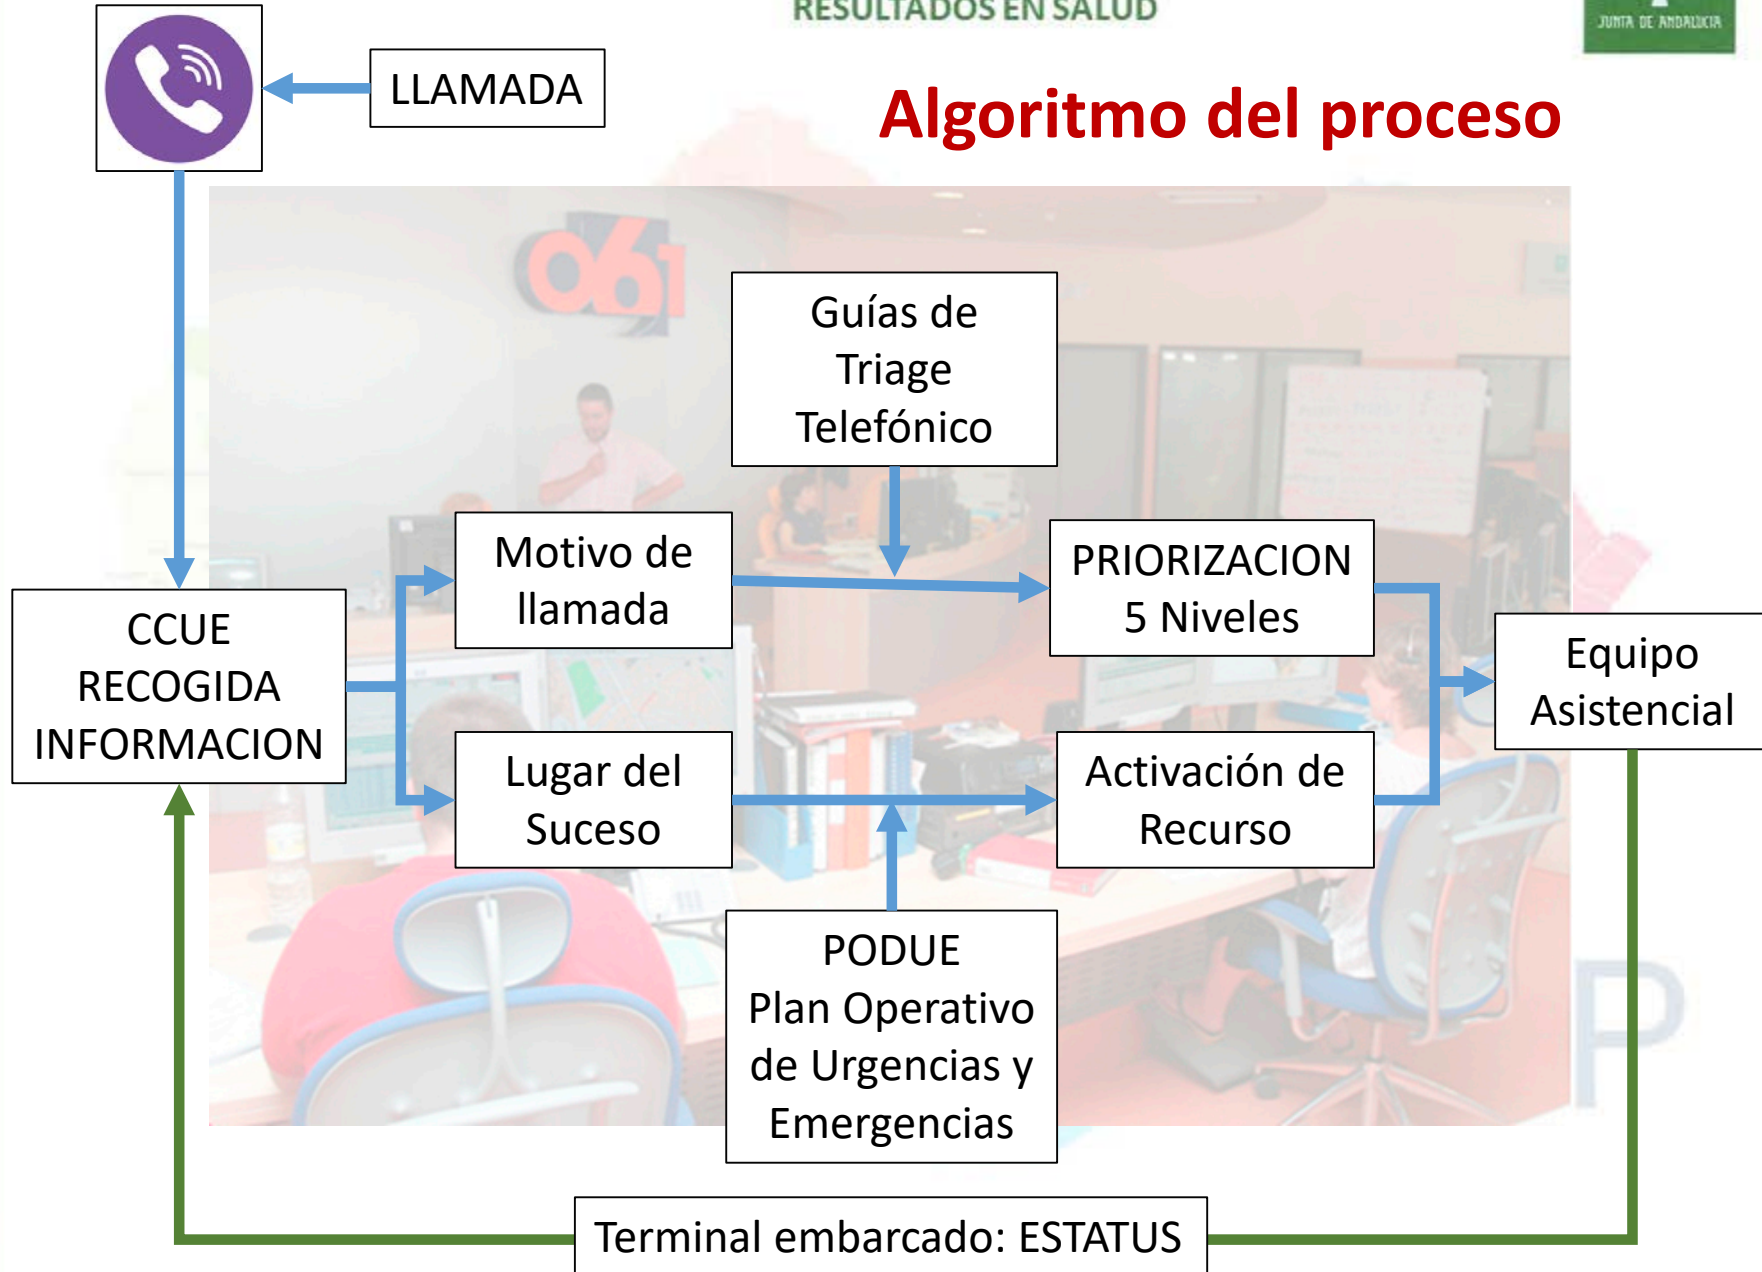 RESULTADOS EN SALUD
JUNTA DE ANDALUCIA
LLAMADA
Algoritmo del proceso
061
Guías de
Triage
Telefónico
Motivo de
llamada
PRIORIZACION
5 Niveles
CCUE
RECOGIDA
INFORMACION
Equipo
Asistencial
Lugar del
Suceso
Activación de
Recurso
PODUE
Plan Operativo
de Urgencias y
Emergencias
P
Terminal embarcado: ESTATUS